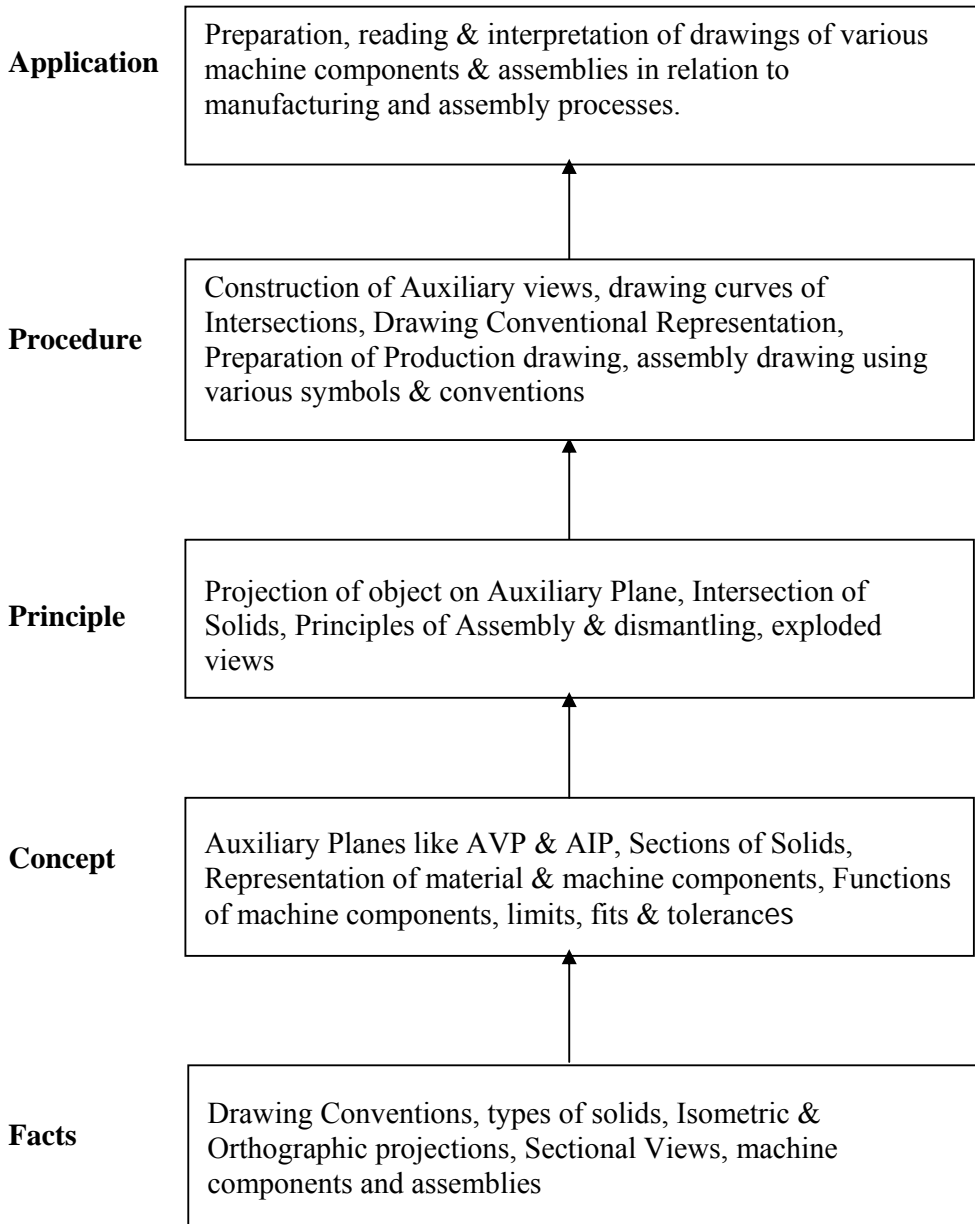 Application
Preparation, reading & interpretation of drawings of various
machine components & assemblies in relation to
manufacturing and assembly processes.
Procedure
Construction of Auxiliary views, drawing curves of
Intersections, Drawing Conventional Representation,
Preparation of Production drawing, assembly drawing using
various symbols & conventions
Principle
Projection of object on Auxiliary Plane, Intersection of
Solids, Principles of Assembly & dismantling, exploded
views
Concept
Auxiliary Planes like AVP & AIP, Sections of Solids,
Representation of material & machine components, Functions
of machine components, limits, fits & tolerances
Facts
Drawing Conventions, types of solids, Isometric &
Orthographic projections, Sectional Views, machine
components and assemblies